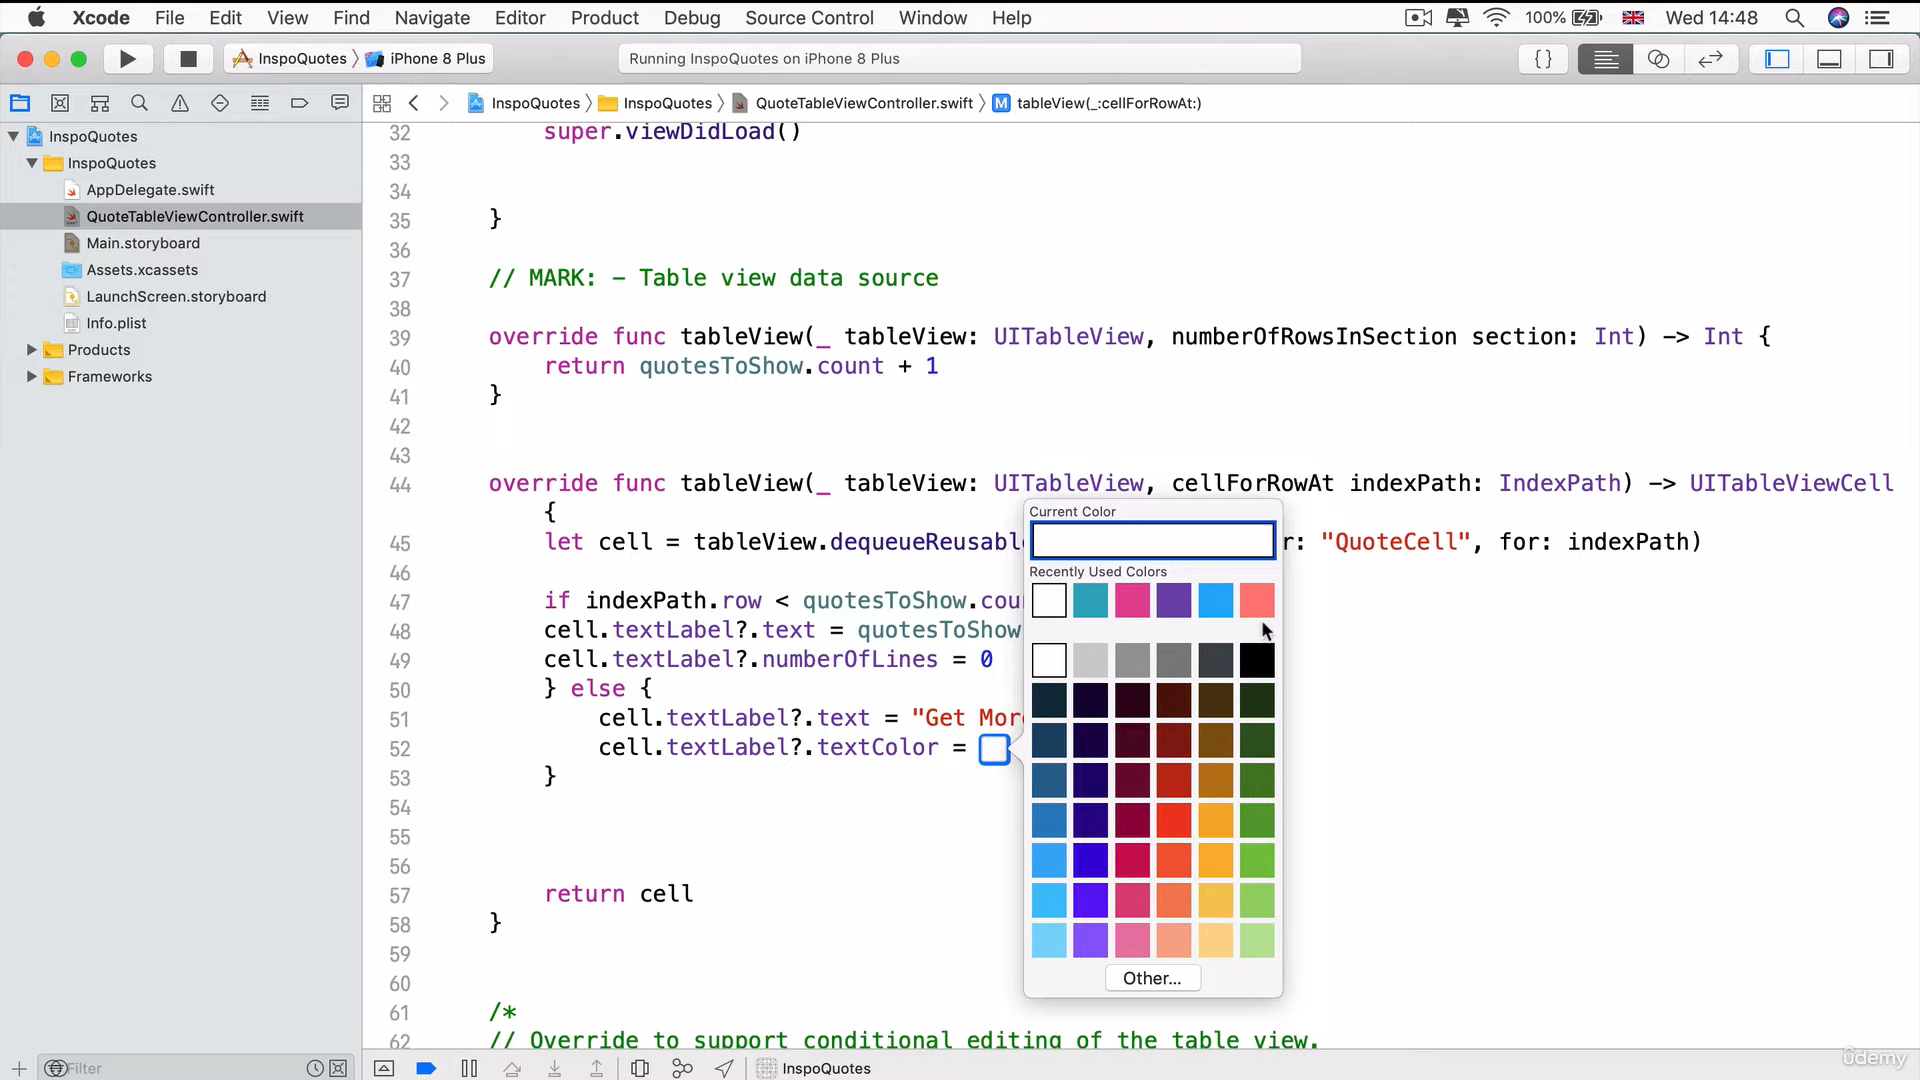 Xcode File Edit View Find Navigate Editor Product Debug Source Control Window Help 100% Wed 14:48
InspoQuotes iPhone 8 Plus Running InspoQuotes on iPhone 8 Plus {}
InspoQuotes InspoQuotes QuoteTableViewController.swift M tableView(_:cellForRowAt:)
InspoQuotes
InspoQuotes
AppDelegate.swift
QuoteTableViewController.swift
Main.storyboard
Assets.xcassets
LaunchScreen.storyboard
Info.plist
Products
Frameworks
32 super.viewDidLoad()
33
34
35 }
36
37 // MARK: - Table view data source
38
39 override func tableView(_ tableView: UITableView, numberOfRowsInSection section: Int) -> Int {
40 return quotesToShow.count + 1
41 }
42
43
44 override func tableView(_ tableView: UITableView, cellForRowAt indexPath: IndexPath) -> UITableViewCell
{
45 let cell = tableView.dequeueReusabl r: "QuoteCell", for: indexPath)
46
47 if indexPath.row < quotesToShow.cou
48 cell.textLabel?.text = quotesToShow
49 cell.textLabel?.numberOfLines = 0
50 } else {
51 cell.textLabel?.text = "Get Mor
52 cell.textLabel?.textColor =
53 }
54
55
56
57 return cell
58 }
59
60
61 /*
62 // Override to support conditional editing of the table view.
Current Color
Recently Used Colors
Other...
Filter
InspoQuotes
ûdemy